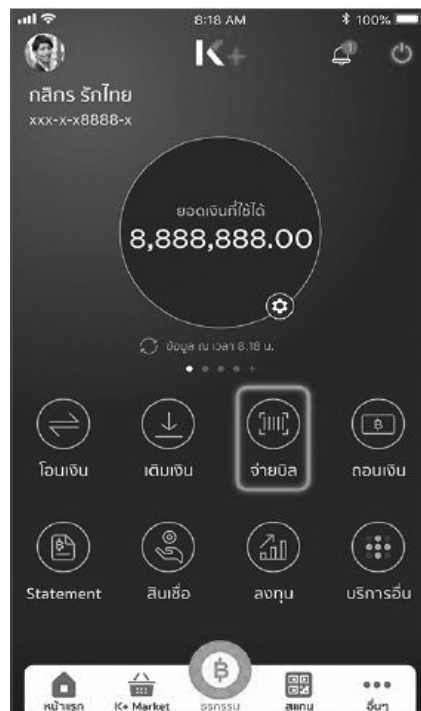 8:18 AM
100%
K+
1
กสิกร รักไทย
xxx-x-x8888-x
ยอดเงินที่ใช้ได้
8,888,888.00
ข้อมูล ณ เวลา 8:18 น.
โอนเงิน เติมเงิน จ่ายบิล ถอนเงิน
Statement สินเชื่อ ลงทุน บริการอื่น
หน้าแรก K+ Market ธุรกรรม สแกน อื่นๆ